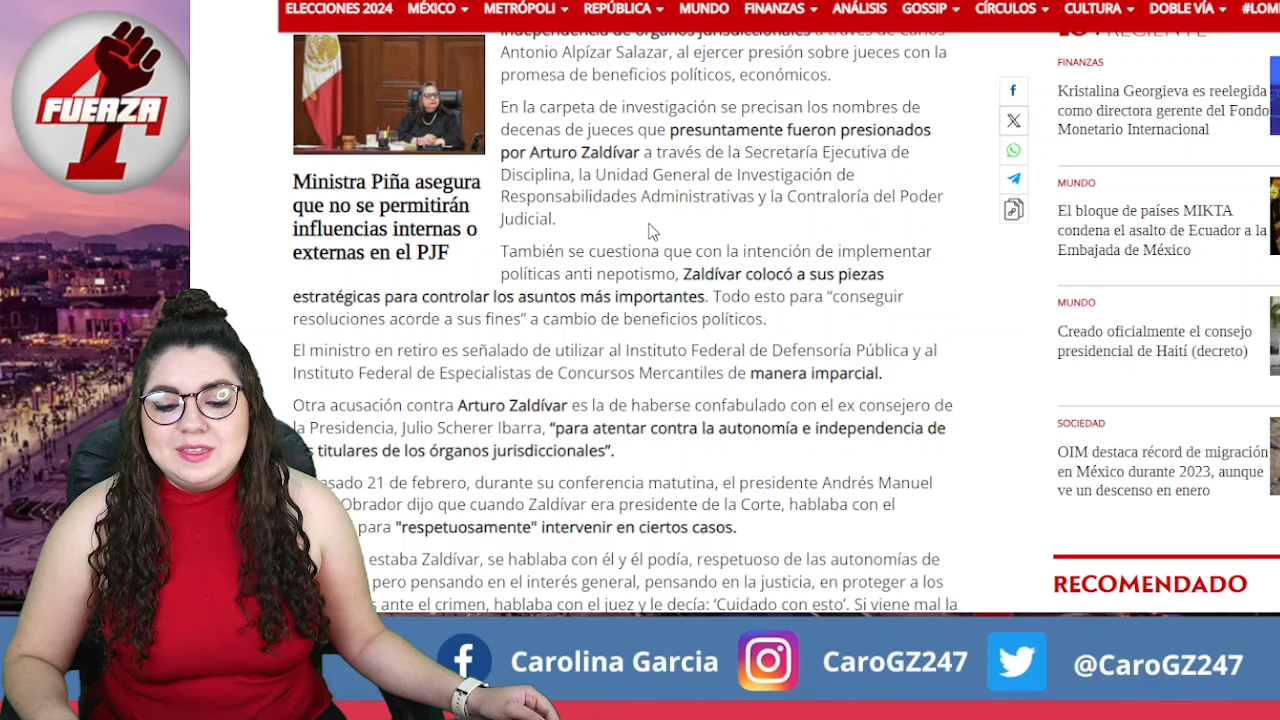 ELECCIONES 2024 MÉXICO METRÓPOLI REPÚBLICA MUNDO FINANZAS ANÁLISIS GOSSIP CÍRCULOS CULTURA DOBLE VÍA
4
FUERZA
Ministra Piña asegura
que no se permitirán
influencias internas o
externas en el PJF
independencia de órganos jurisdiccionales a través de Carlos
Antonio Alpízar Salazar, al ejercer presión sobre jueces con la
promesa de beneficios políticos, económicos.
En la carpeta de investigación se precisan los nombres de
decenas de jueces que presuntamente fueron presionados
por Arturo Zaldívar a través de la Secretaría Ejecutiva de
Disciplina, la Unidad General de Investigación de
Responsabilidades Administrativas y la Contraloría del Poder
Judicial.
También se cuestiona que con la intención de implementar
políticas anti nepotismo, Zaldívar colocó a sus piezas
estratégicas para controlar los asuntos más importantes. Todo esto para “conseguir
resoluciones acorde a sus fines” a cambio de beneficios políticos.
El ministro en retiro es señalado de utilizar al Instituto Federal de Defensoría Pública y al
Instituto Federal de Especialistas de Concursos Mercantiles de manera imparcial.
Otra acusación contra Arturo Zaldívar es la de haberse confabulado con el ex consejero de
la Presidencia, Julio Scherer Ibarra, “para atentar contra la autonomía e independencia de
titulares de los órganos jurisdiccionales”.
21 de febrero, durante su conferencia matutina, el presidente Andrés Manuel
Obrador dijo que cuando Zaldívar era presidente de la Corte, hablaba con el
para "respetuosamente" intervenir en ciertos casos.
estaba Zaldívar, se hablaba con él y él podía, respetuoso de las autonomías de
pero pensando en el interés general, pensando en la justicia, en proteger a los
ante el crimen, hablaba con el juez y le decía: ‘Cuidado con esto’. Si viene mal la
RECIENTE
FINANZAS
Kristalina Georgieva es reelegida
como directora gerente del Fondo
Monetario Internacional
MUNDO
El bloque de países MIKTA
condena el asalto de Ecuador a la
Embajada de México
MUNDO
Creado oficialmente el consejo
presidencial de Haití (decreto)
SOCIEDAD
OIM destaca récord de migración
en México durante 2023, aunque
ve un descenso en enero
RECOMENDADO
Carolina Garcia CaroGZ247 @CaroGZ247